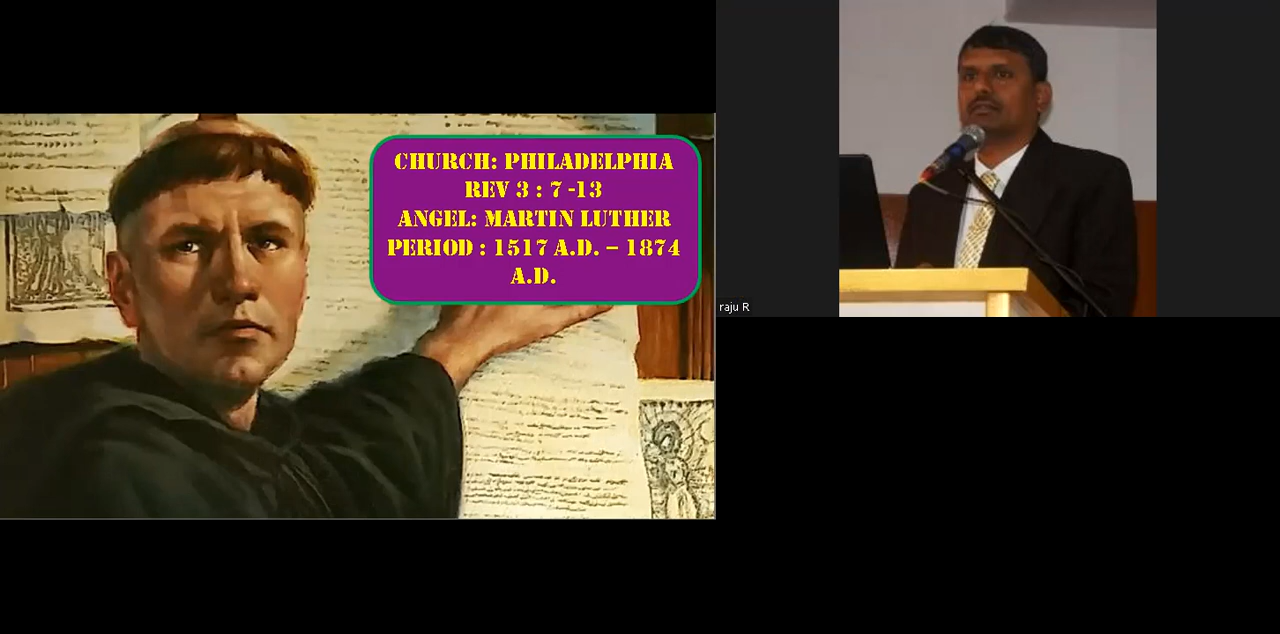 CHURCH: PHILADELPHIA
REV 3 : 7 -13
ANGEL: MARTIN LUTHER
PERIOD : 1517 A.D. – 1874
A.D.
raju R